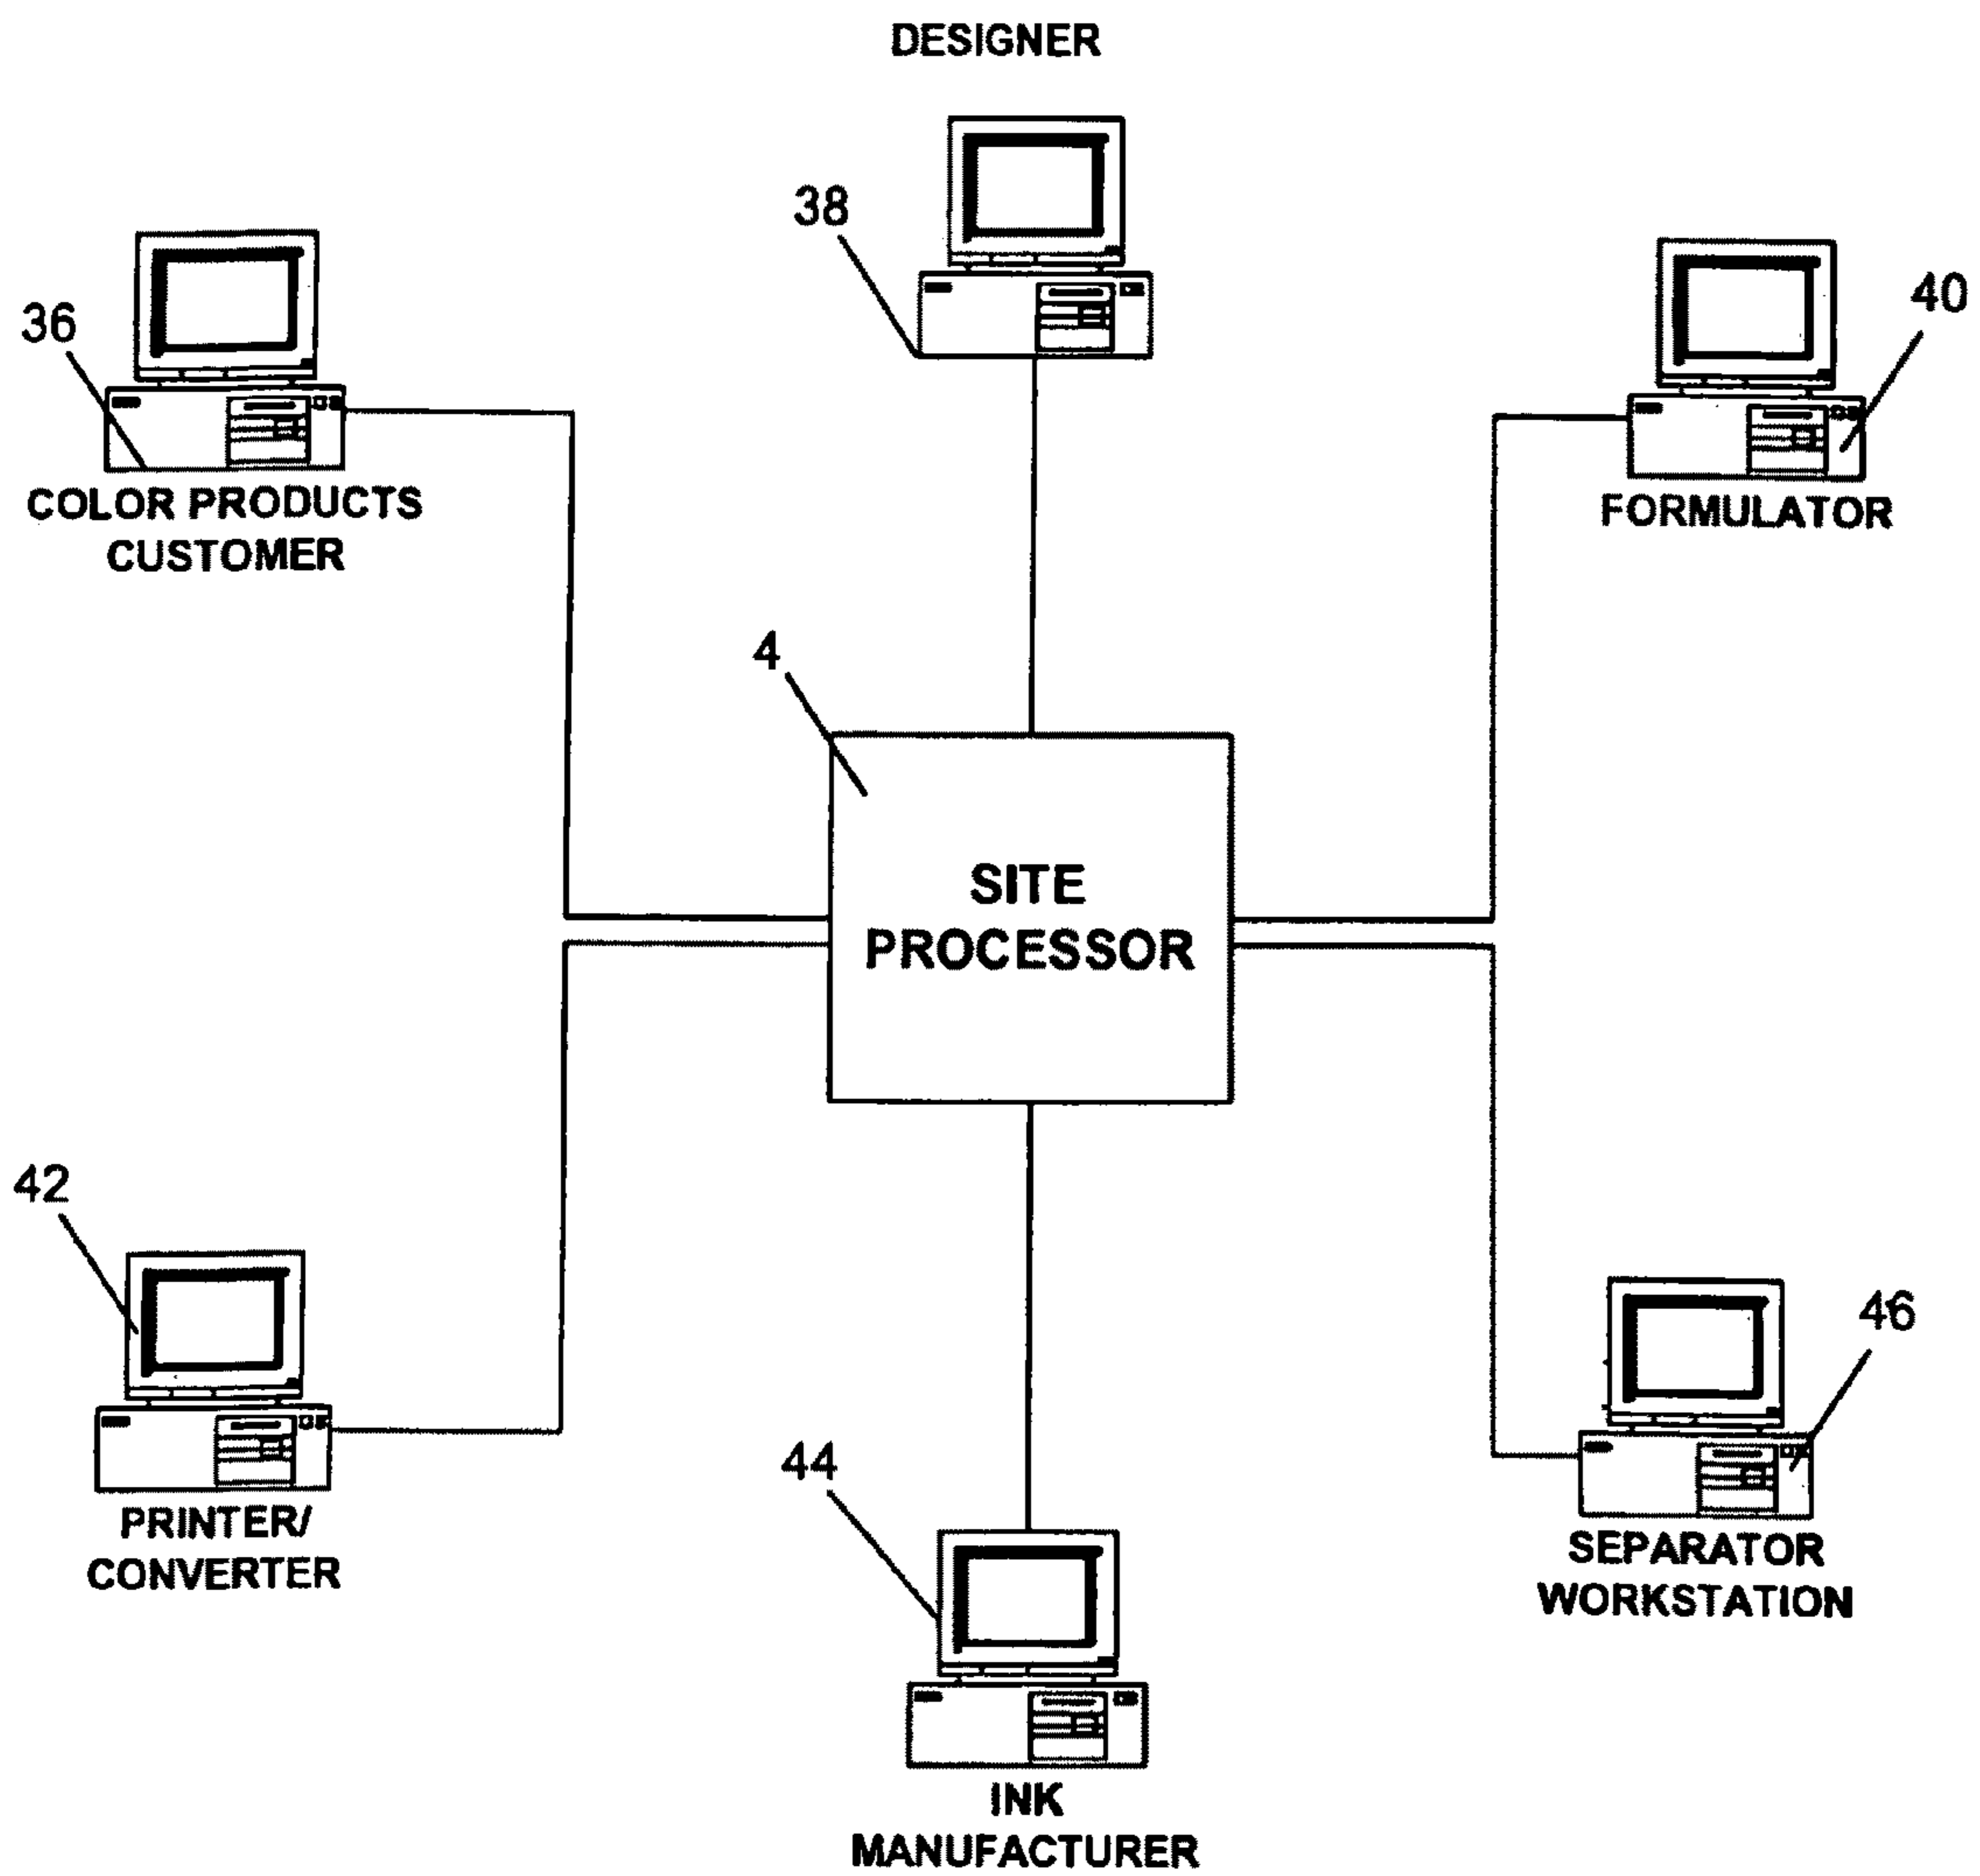 DESIGNER
38
36
40
COLOR PRODUCTS
CUSTOMER
FORMULATOR
4
SITE
PROCESSOR
42
46
44
PRINTER/
CONVERTER
SEPARATOR
WORKSTATION
INK
MANUFACTURER